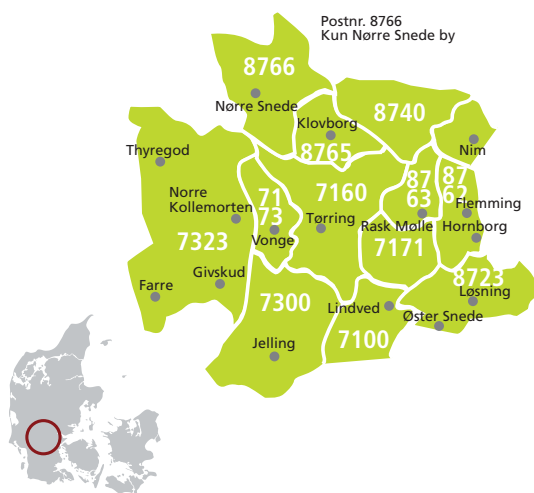 Postnr. 8766
Kun Nørre Snede by
8766
Nørre Snede
8740
Klovborg
8765
Nim
Thyregod
87
63
87
62
71
73
7160
Norre
Kollemorten
Flemming
Tørring
Rask Mølle
Hornborg
7323
Vonge
7171
Givskud
8723
Farre
7300
Løsning
Lindved
Øster Snede
7100
Jelling